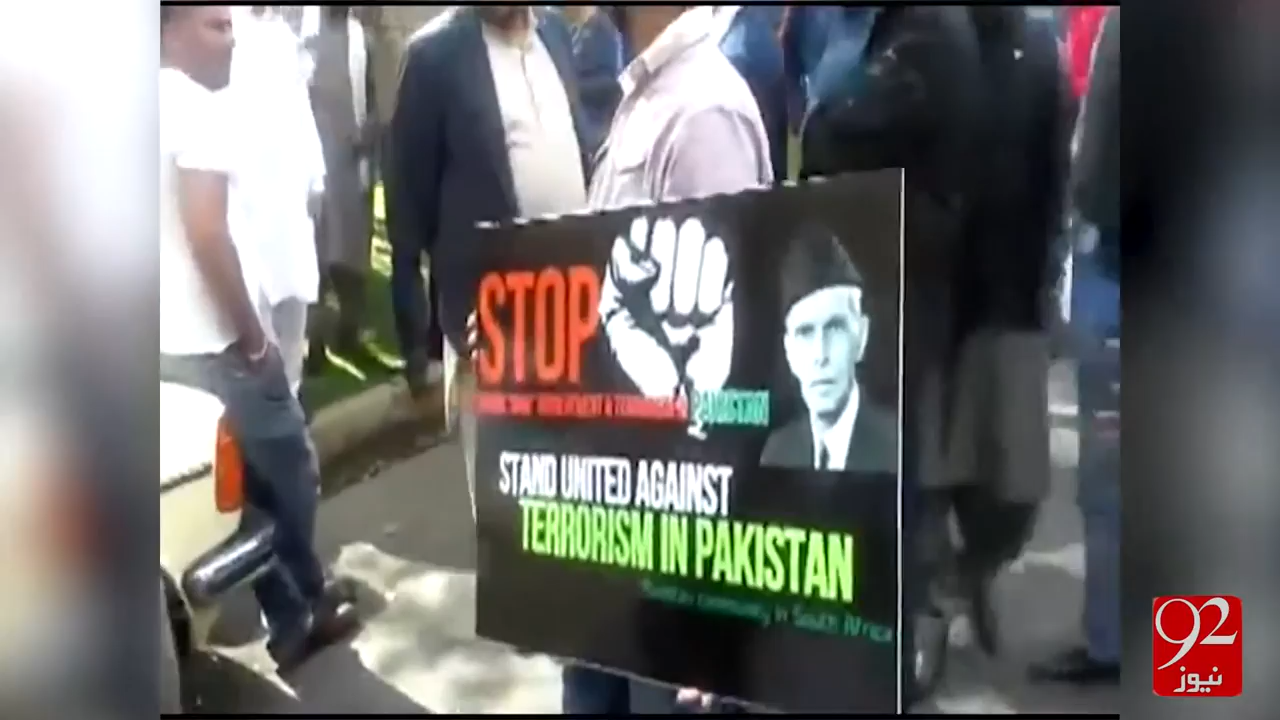 STOP
PAKISTAN
STAND UNITED AGAINST
TERRORISM IN PAKISTAN
community in South Africa
92
نیوز